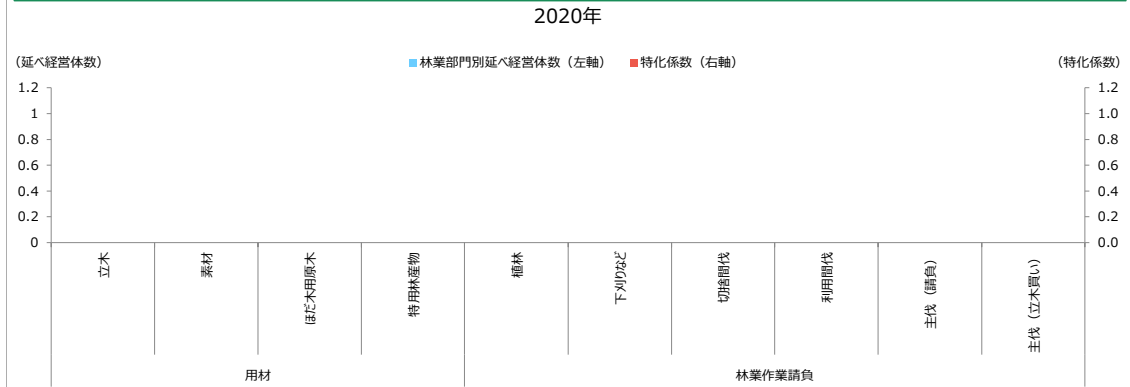 2020年
(延べ経営体数)
■林業部門別延べ経営体数（左軸） ■特化係数（右軸）
(特化係数)
1.2 1.2
1 1.0
0.8 0.8
0.6 0.6
0.4 0.4
0.2 0.2
0 0.0
立木
素材
ほだ木用原木
特用林産物
植林
下刈りなど
切捨間伐
利用間伐
主伐（請負）
主伐（立木買い）
用材
林業作業請負